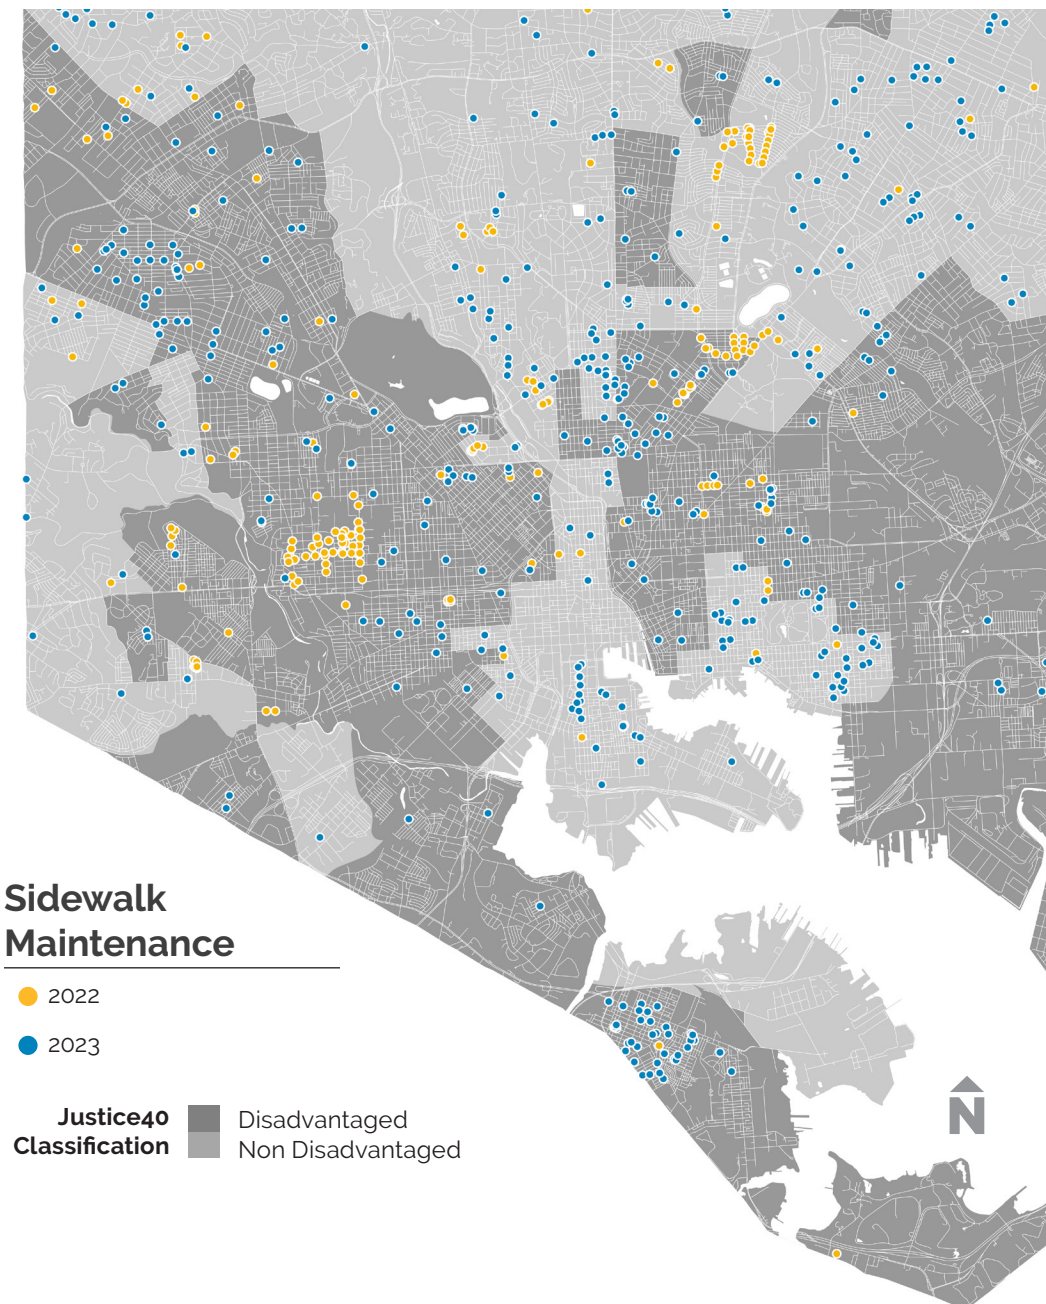 Sidewalk
Maintenance
2022
2023
Justice40
Classification
Disadvantaged
Non Disadvantaged
N